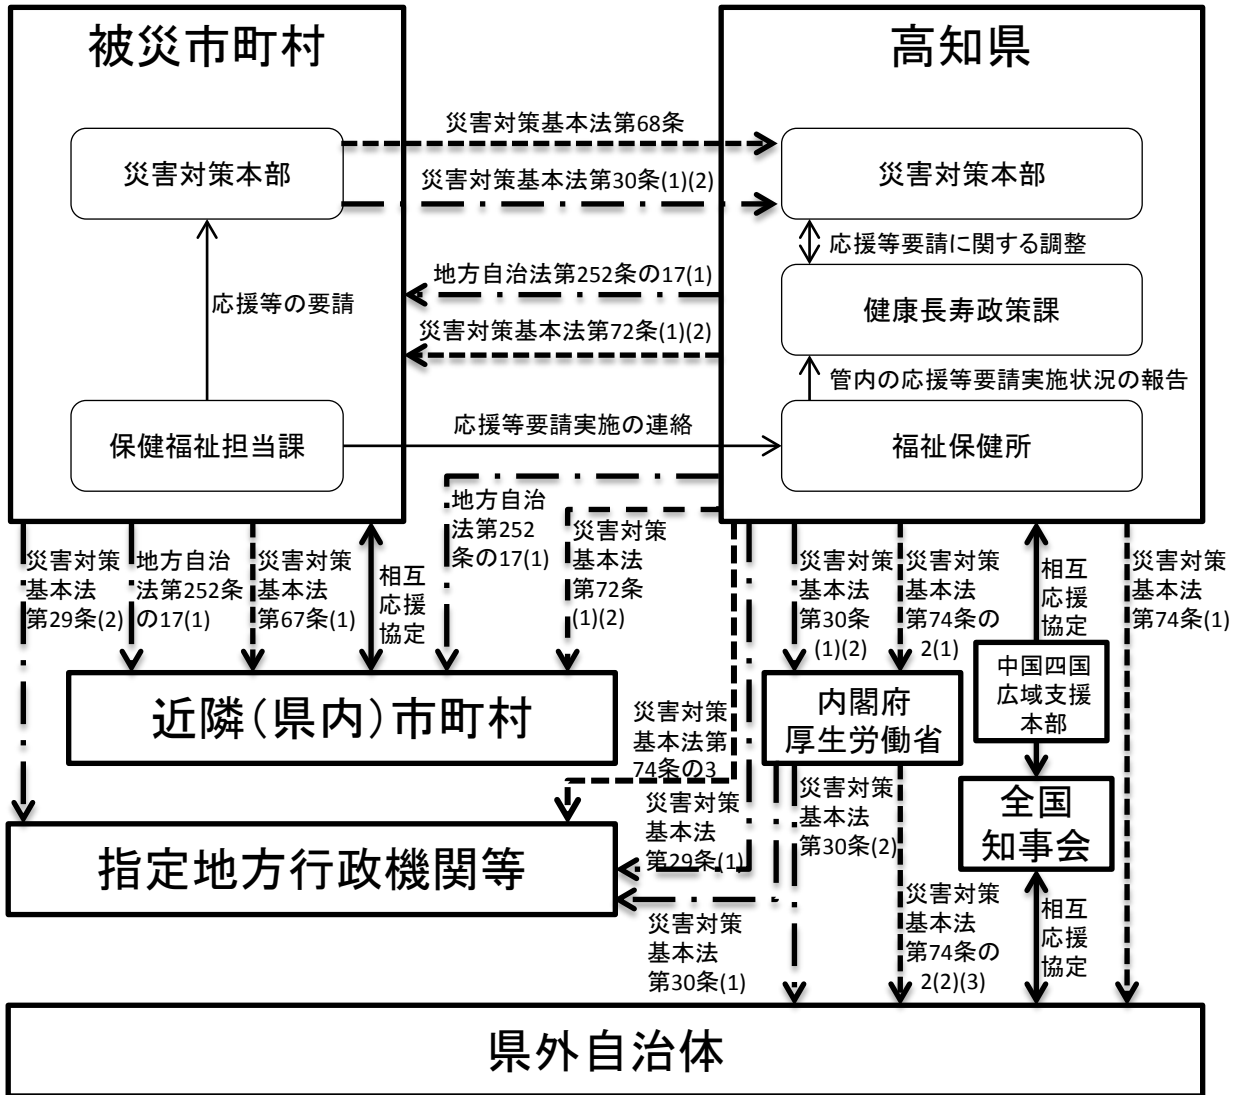 被災市町村
高知県
災害対策基本法第68条
災害対策本部
災害対策本部
災害対策基本法第30条(1)(2)
応援等要請に関する調整
地方自治法第252条の17(1)
応援等の要請
健康長寿政策課
災害対策基本法第72条(1)(2)
管内の応援等要請実施状況の報告
応援等要請実施の連絡
保健福祉担当課
福祉保健所
災害対策
基本法
第29条(2)
地方自治
法第252条
の17(1)
災害対策
基本法
第67条(1)
相互
応援
協定
地方自治
法第252
条の17(1)
災害対策
基本法
第72条
(1)(2)
災害対策
基本法
第30条
(1)(2)
災害対策
基本法
第74条の
2(1)
相互
応援
協定
災害対策
基本法
第74条(1)
近隣(県内)市町村
内閣府
厚生労働省
中国四国
広域支援
本部
災害対策
基本法第
74条の3
災害対策
基本法
第29条(1)
災害対策
基本法
第30条(2)
全国
知事会
指定地方行政機関等
災害対策
基本法
第30条(1)
災害対策
基本法
第74条の
2(2)(3)
相互
応援
協定
県外自治体